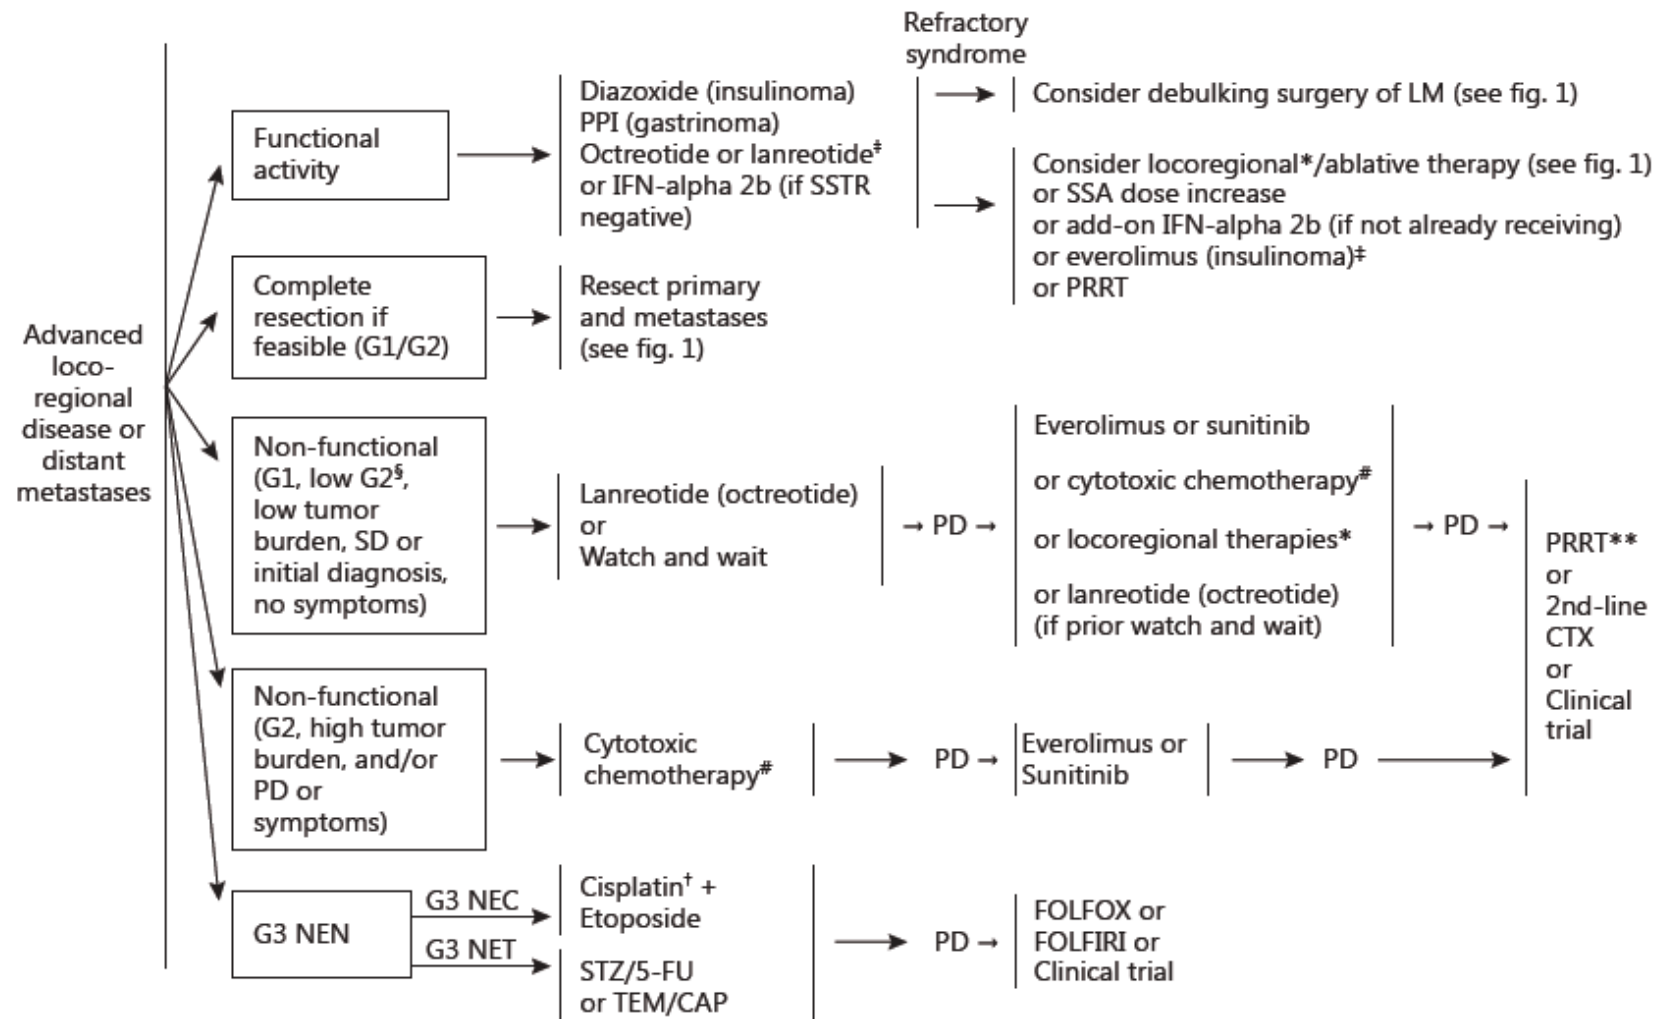 Advanced
loco-
regional
disease or
distant
metastases
Functional
activity
Diazoxide (insulinoma)
PPI (gastrinoma)
Octreotide or lanreotide‡
or IFN-alpha 2b (if SSTR
negative)
Refractory
syndrome
Consider debulking surgery of LM (see fig. 1)
Consider locoregional*/ablative therapy (see fig. 1)
or SSA dose increase
or add-on IFN-alpha 2b (if not already receiving)
or everolimus (insulinoma)‡
or PRRT
Complete
resection if
feasible (G1/G2)
Resect primary
and metastases
(see fig. 1)
Non-functional
(G1, low G2§,
low tumor
burden, SD or
initial diagnosis,
no symptoms)
Lanreotide (octreotide)
or
Watch and wait
→ PD →
Everolimus or sunitinib
or cytotoxic chemotherapy#
or locoregional therapies*
or lanreotide (octreotide)
(if prior watch and wait)
→ PD →
PRRT**
or
2nd-line
CTX
or
Clinical
trial
Non-functional
(G2, high tumor
burden, and/or
PD or
symptoms)
Cytotoxic
chemotherapy#
PD →
Everolimus or
Sunitinib
PD
G3 NEN
G3 NEC
Cisplatin† +
Etoposide
G3 NET
STZ/5-FU
or TEM/CAP
PD →
FOLFOX or
FOLFIRI or
Clinical trial